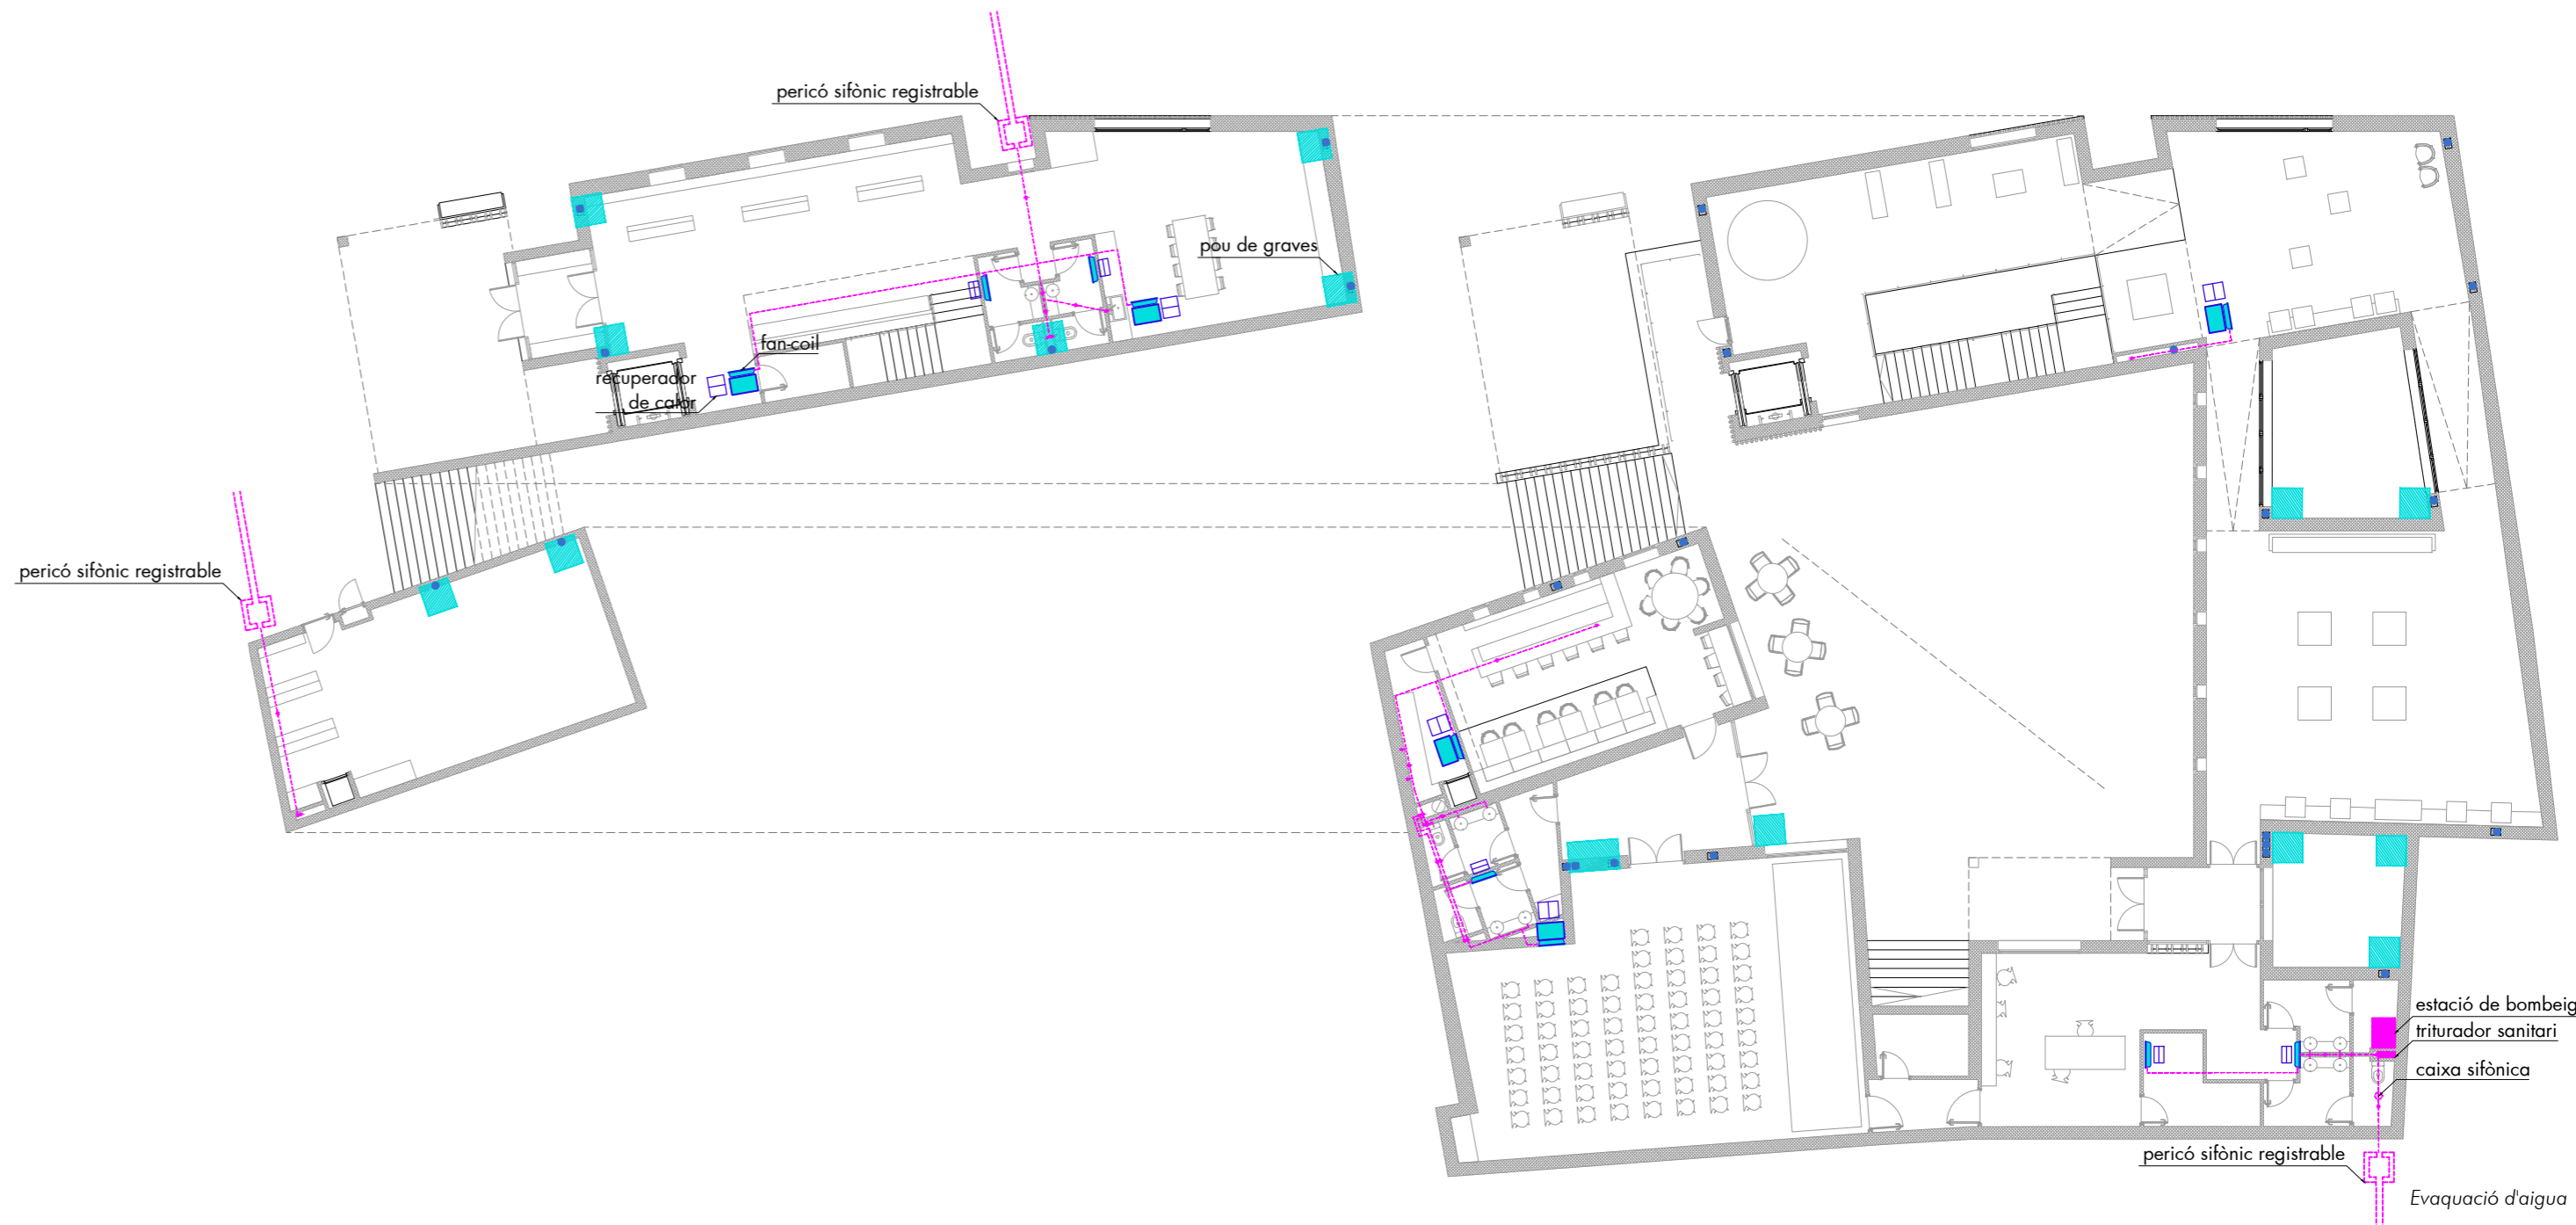 pericó sifònic registrable
pou de graves
fan-coil
recuperador
de calor
pericó sifònic registrable
estació de bombeig
triturador sanitari
caixa sifònica
pericó sifònic registrable
Evaquació d'aigua